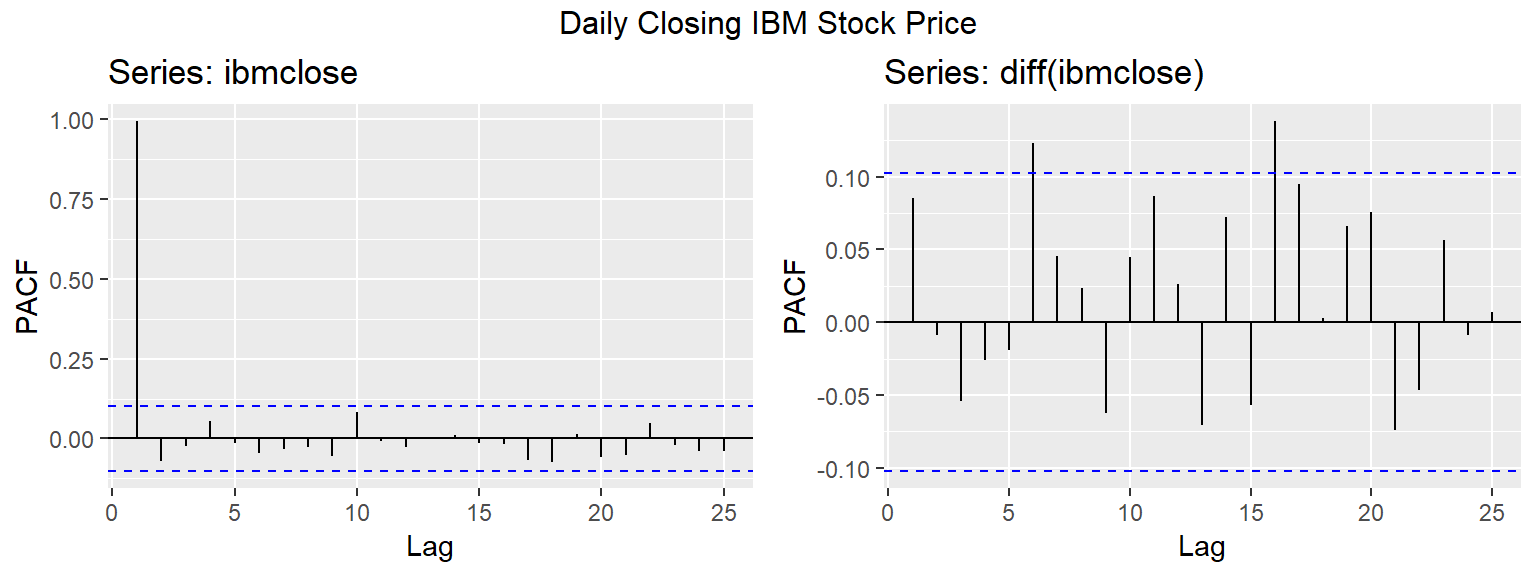 Daily Closing IBM Stock Price
Series: ibmclose
1.00
0.75
0.50
0.25
0.00
PACF
0 5 10 15 20 25
Lag
Series: diff(ibmclose)
0.10
0.05
0.00
-0.05
-0.10
PACF
0 5 10 15 20 25
Lag